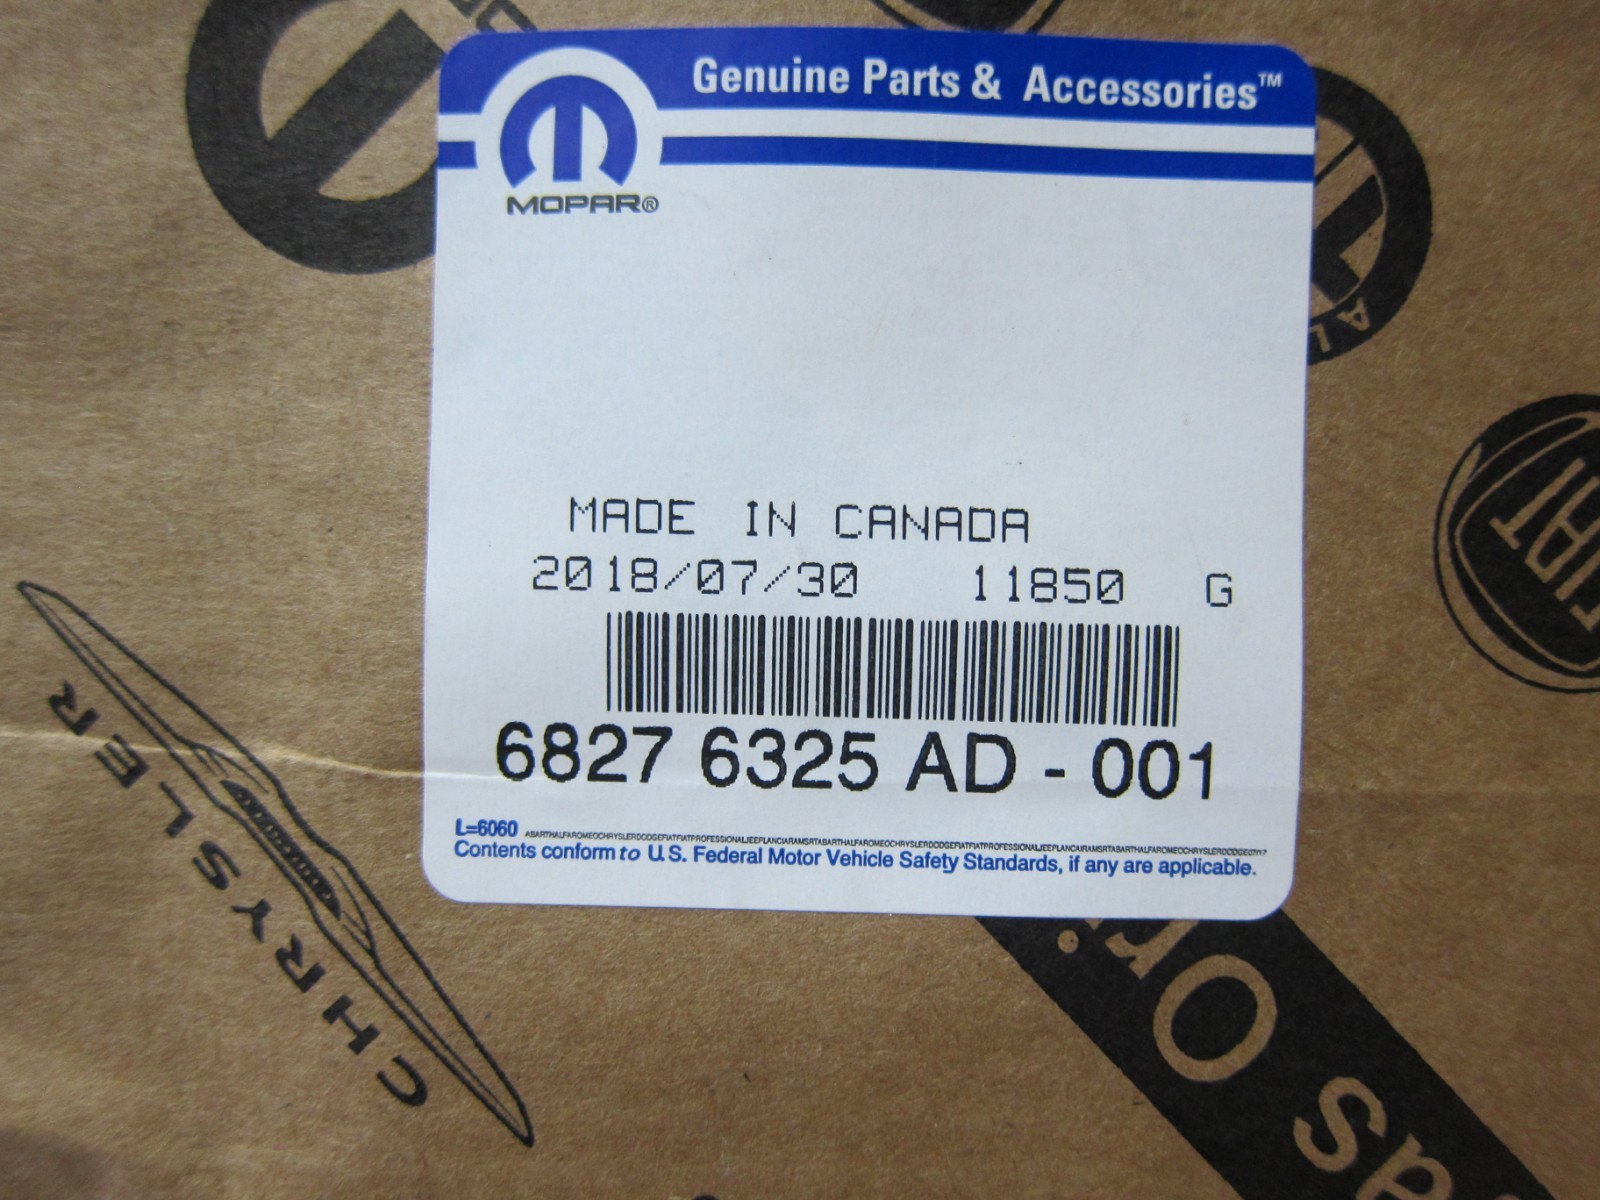 Genuine Parts & Accessories™
MOPAR®
MADE IN CANADA
2018/07/30 11850 G
6827 6325 AD - 001
L=6060
Contents conform to U.S. Federal Motor Vehicle Safety Standards, if any are applicable.
CHRYSLER
FIAT